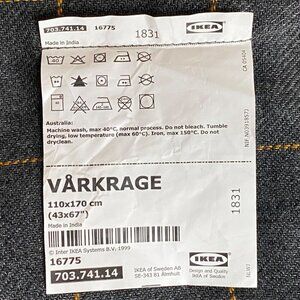 703.741.14 16775
Made in India
1831
IKEA
CA 05404
Australia:
Machine wash, max 40°C, normal process. Do not bleach. Tumble
drying, low temperature (max 60°C). Iron, max 150°C. Do not
dryclean.
VÅRKRAGE
110x170 cm
(43x67")
Made in India
1831
© Inter IKEA Systems B.V. 1999
16775
703.741.14
IKEA of Sweden AB
SE-343 81 Älmhult
IKEA
Design and Quality
IKEA of Sweden